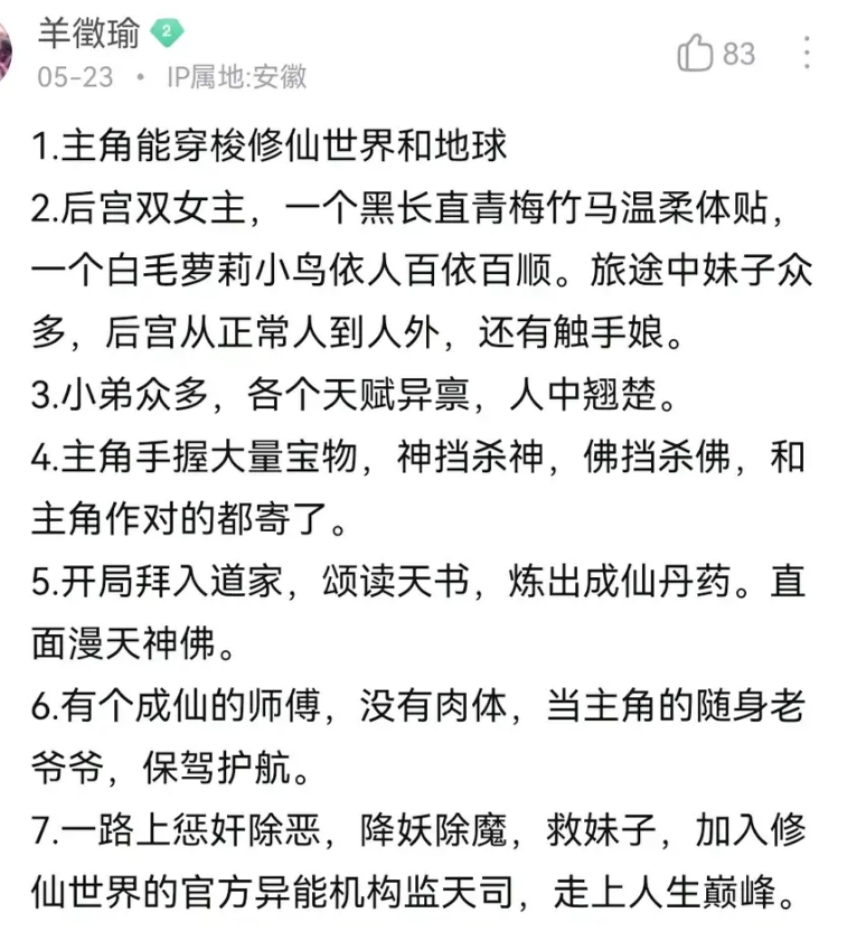 羊徵瑜 2
05-23 • IP属地:安徽
83
1.主角能穿梭修仙世界和地球
2.后宫双女主，一个黑长直青梅竹马温柔体贴，
一个白毛萝莉小鸟依人百依百顺。旅途中妹子众
多，后宫从正常人到人外，还有触手娘。
3.小弟众多，各个天赋异禀，人中翘楚。
4.主角手握大量宝物，神挡杀神，佛挡杀佛，和
主角作对的都寄了。
5.开局拜入道家，颂读天书，炼出成仙丹药。直
面漫天神佛。
6.有个成仙的师傅，没有肉体，当主角的随身老
爷爷，保驾护航。
7.一路上惩奸除恶，降妖除魔，救妹子，加入修
仙世界的官方异能机构监天司，走上人生巅峰。